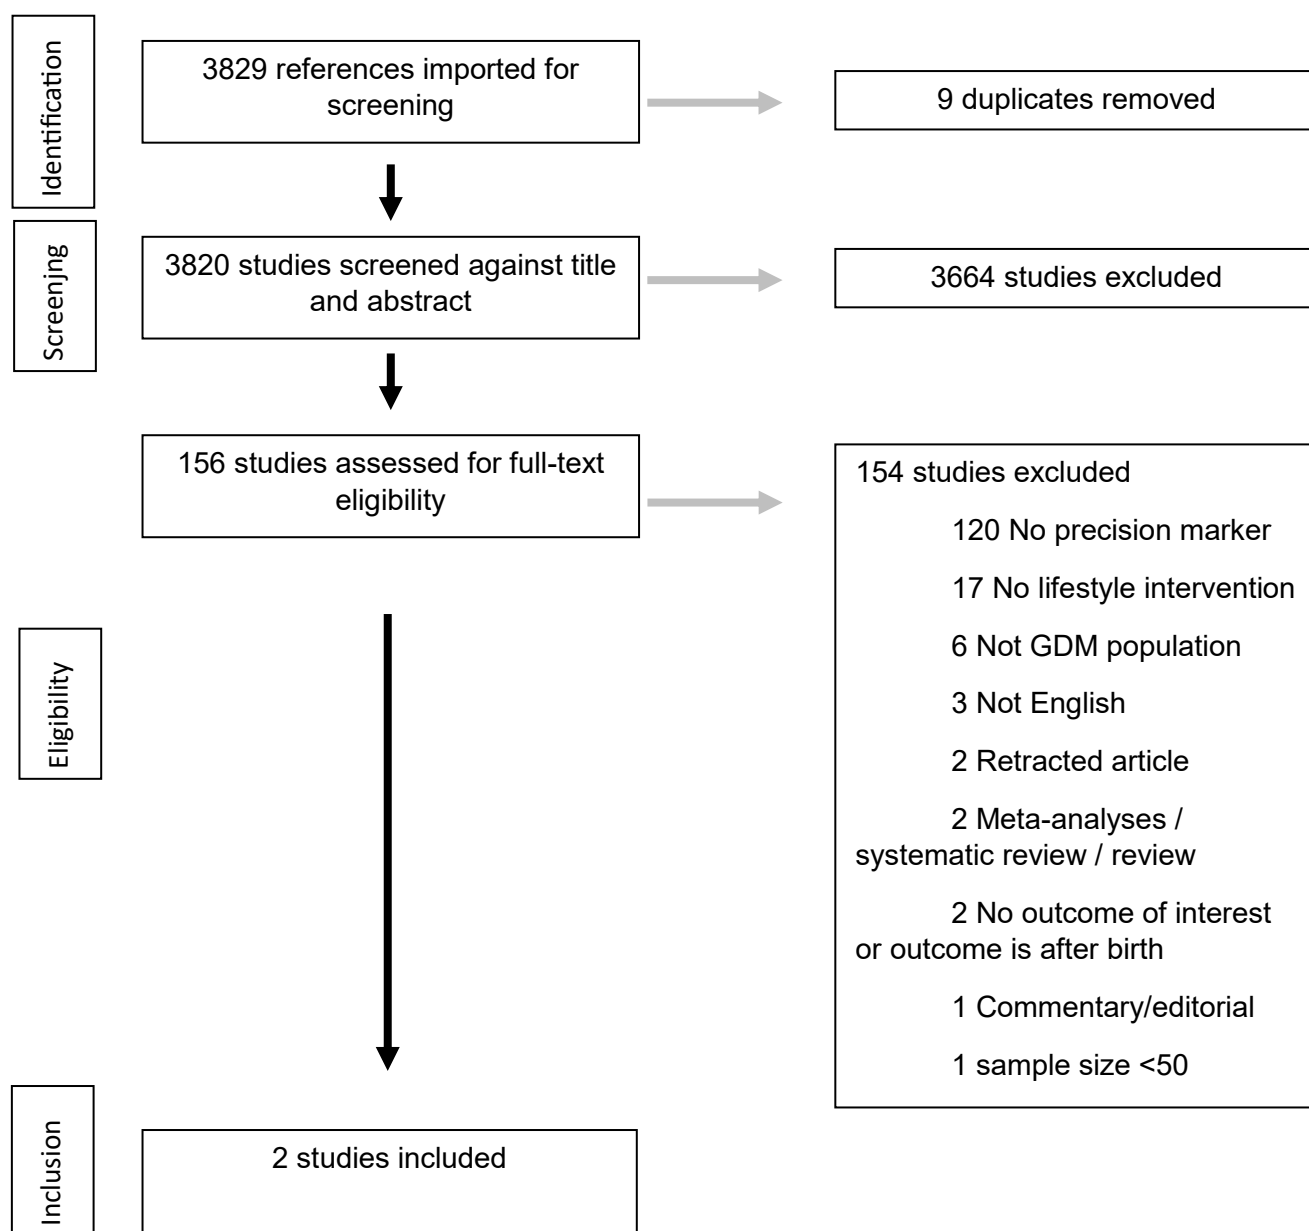 Identification
3829 references imported for
screening
9 duplicates removed
Screenjng
3820 studies screened against title
and abstract
3664 studies excluded
156 studies assessed for full-text
eligibility
154 studies excluded
120 No precision marker
17 No lifestyle intervention
6 Not GDM population
3 Not English
2 Retracted article
2 Meta-analyses /
systematic review / review
2 No outcome of interest
or outcome is after birth
1 Commentary/editorial
1 sample size <50
Eligibility
Inclusion
2 studies included